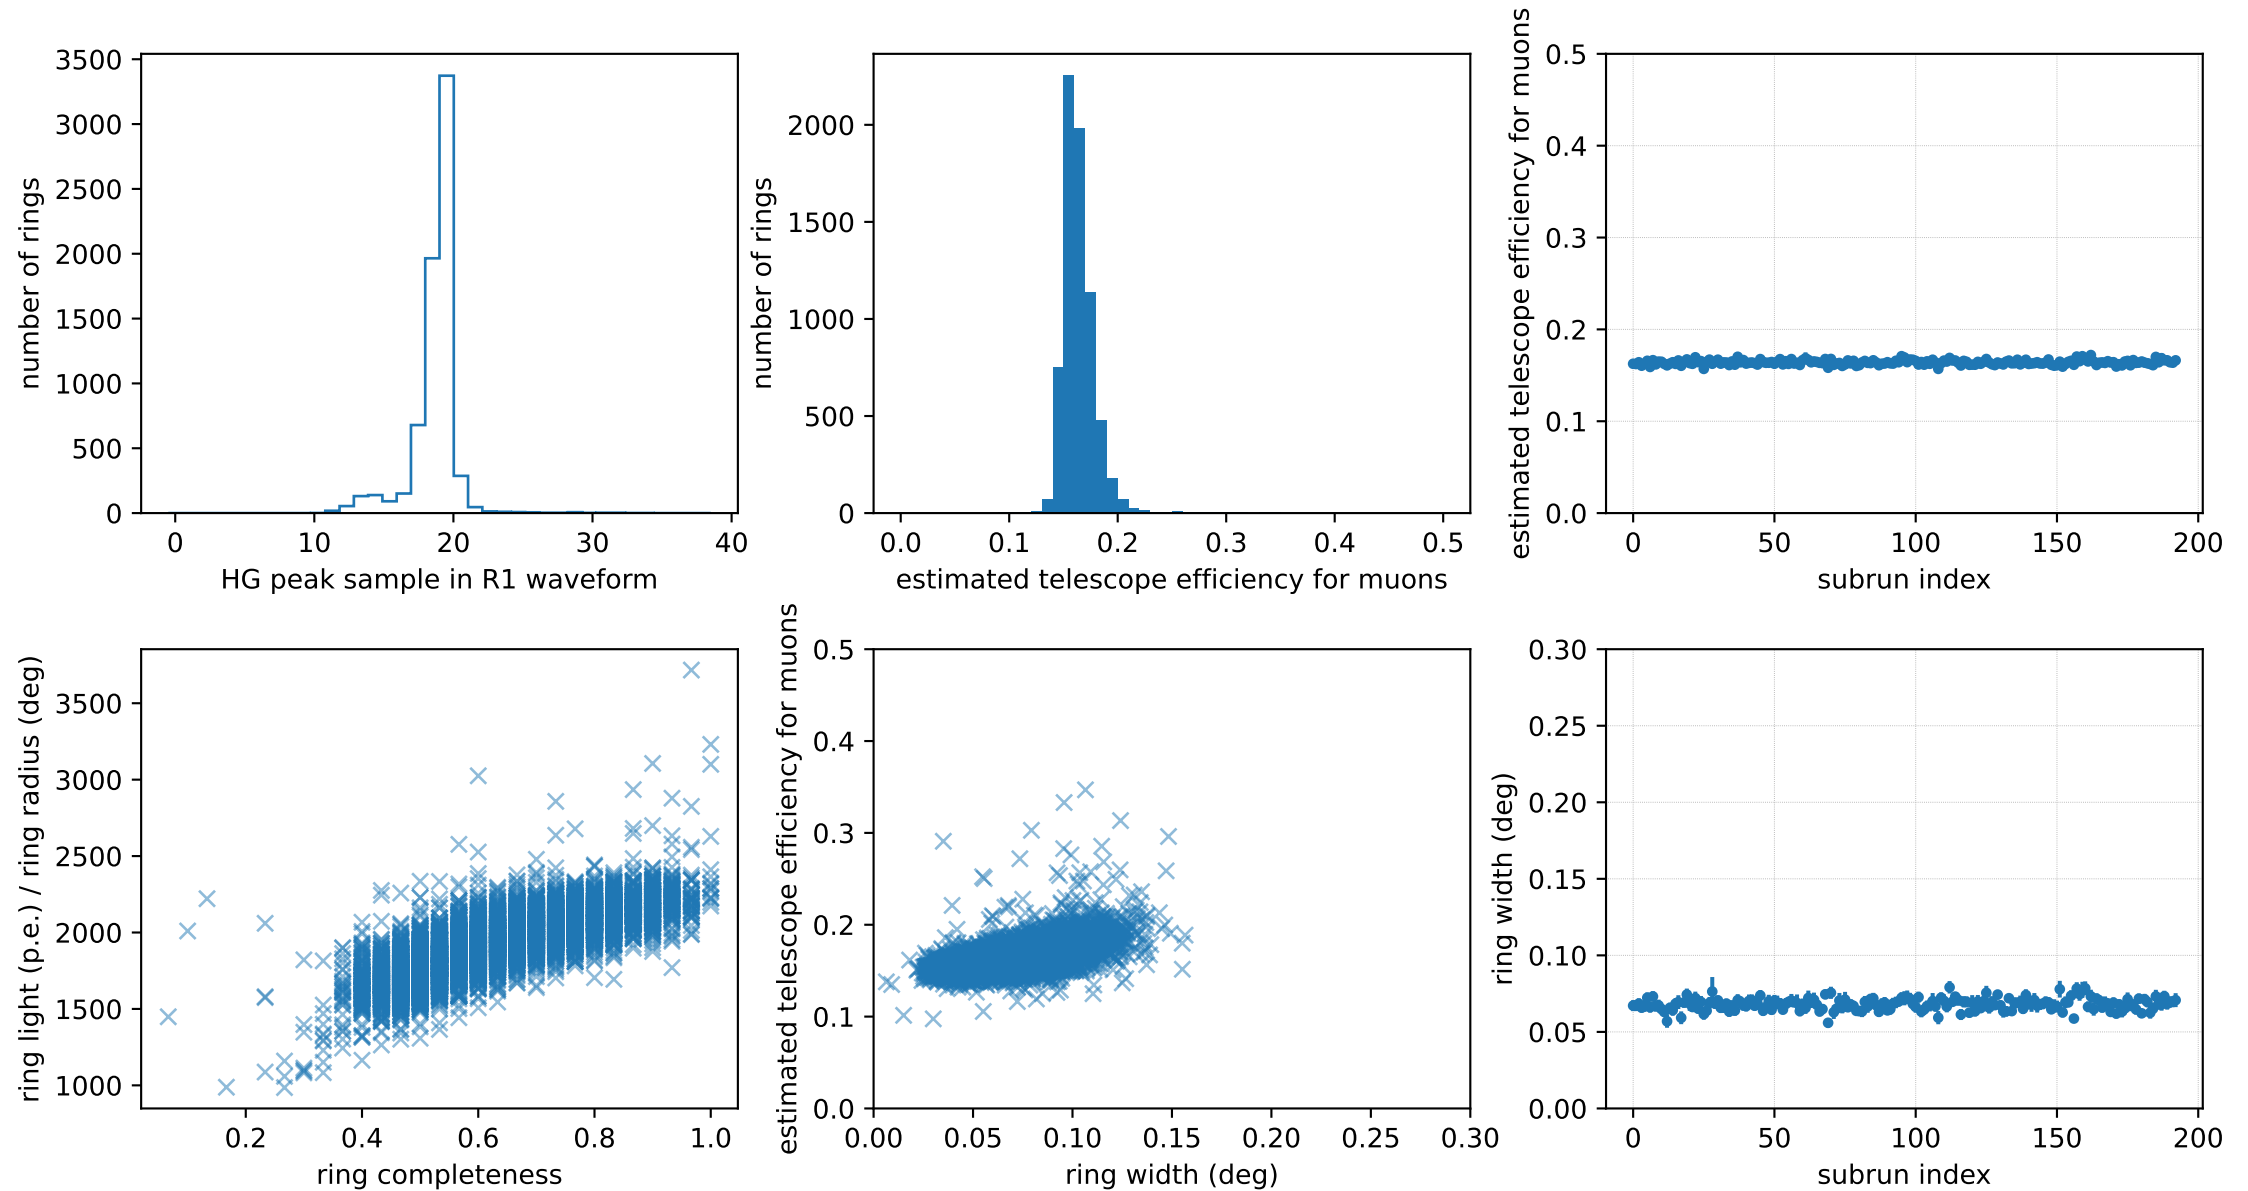 3500
3000
2500
2000
1500
1000
500
0
number of rings
0 10 20 30 40
HG peak sample in R1 waveform
2000
1500
1000
500
0
number of rings
0.0 0.1 0.2 0.3 0.4 0.5
estimated telescope efficiency for muons
0.5
0.4
0.3
0.2
0.1
0.0
estimated telescope efficiency for muons
0 50 100 150 200
subrun index
3500
3000
2500
2000
1500
1000
ring light (p.e.) / ring radius (deg)
0.2 0.4 0.6 0.8 1.0
ring completeness
0.5
0.4
0.3
0.2
0.1
0.0
estimated telescope efficiency for muons
0.00 0.05 0.10 0.15 0.20 0.25 0.30
ring width (deg)
0.30
0.25
0.20
0.15
0.10
0.05
0.00
ring width (deg)
0 50 100 150 200
subrun index